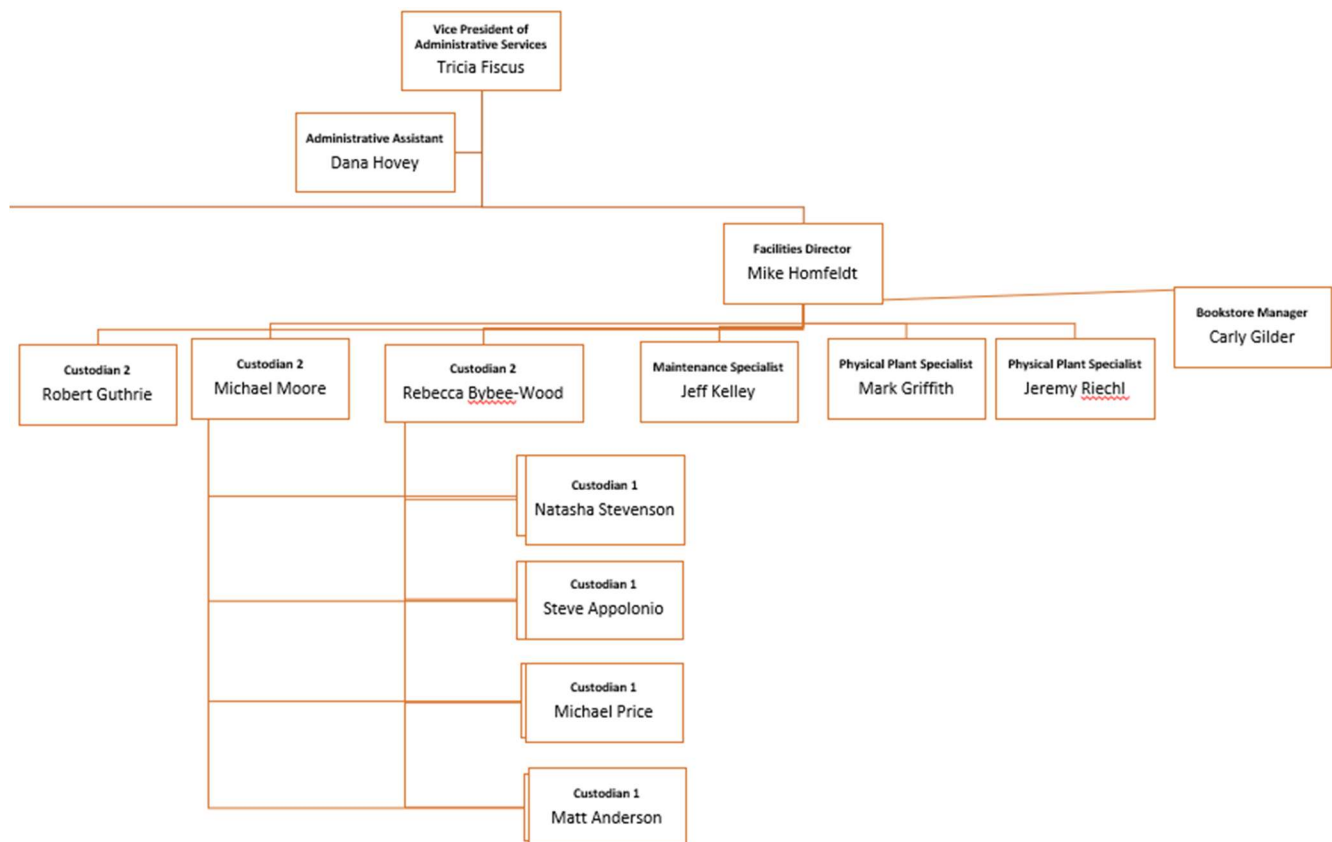 Vice President of
Administrative Services
Tricia Fiscus
Administrative Assistant
Dana Hovey
Facilities Director
Mike Homfeldt
Bookstore Manager
Carly Gilder
Custodian 2
Robert Guthrie
Custodian 2
Michael Moore
Custodian 2
Rebecca Bybee-Wood
Maintenance Specialist
Jeff Kelley
Physical Plant Specialist
Mark Griffith
Physical Plant Specialist
Jeremy Riechl
Custodian 1
Natasha Stevenson
Custodian 1
Steve Appolonio
Custodian 1
Michael Price
Custodian 1
Matt Anderson